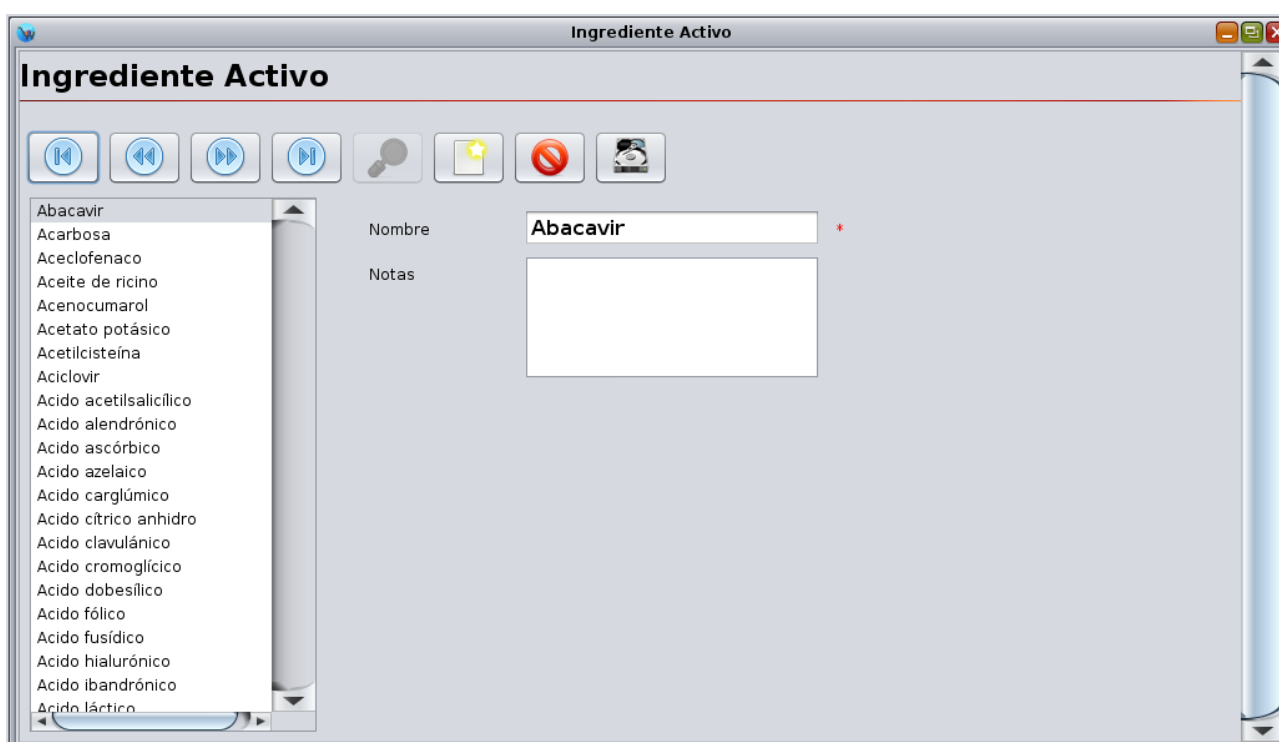 Ingrediente Activo
Ingrediente Activo
Abacavir
Acarbosa
Aceclofenaco
Aceite de ricino
Acenocumarol
Acetato potásico
Acetilcisteína
Aciclovir
Acido acetilsalicílico
Acido alendrónico
Acido ascórbico
Acido azelaico
Acido carglúmico
Acido cítrico anhidro
Acido clavulánico
Acido cromoglícico
Acido dobesílico
Acido fólico
Acido fusídico
Acido hialurónico
Acido ibandrónico
Acido láctico
Nombre Abacavir *
Notas